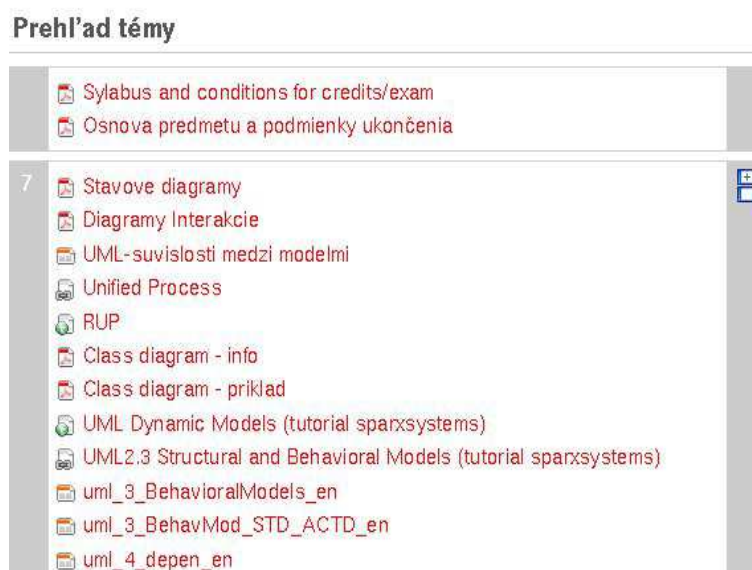 Prehľad témy
Sylabus and conditions for credits/exam
Osnova predmetu a podmienky ukončenia
7
Stavove diagramy
Diagramy Interakcie
UML-suvislosti medzi modelmi
Unified Process
RUP
Class diagram - info
Class diagram - priklad
UML Dynamic Models (tutorial sparxsystems)
UML2.3 Structural and Behavioral Models (tutorial sparxsystems)
uml_3_BehavioralModels_en
uml_3_BehavMod_STD_ACTD_en
uml_4_depen_en